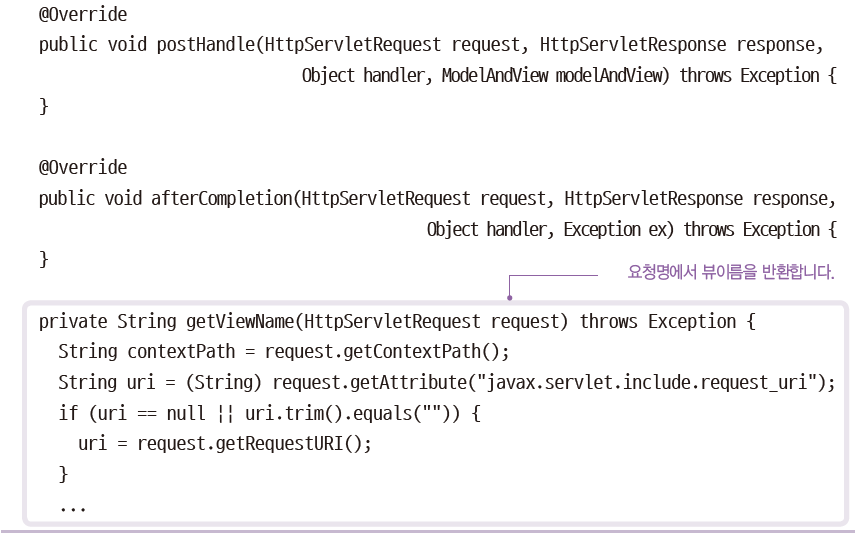 @Override
public void postHandle(HttpServletRequest request, HttpServletResponse response,
Object handler, ModelAndView modelAndView) throws Exception {
}
@Override
public void afterCompletion(HttpServletRequest request, HttpServletResponse response,
Object handler, Exception ex) throws Exception {
}
요청명에서 뷰이름을 반환합니다.
private String getViewName(HttpServletRequest request) throws Exception {
String contextPath = request.getContextPath();
String uri = (String) request.getAttribute("javax.servlet.include.request_uri");
if (uri == null || uri.trim().equals("")) {
uri = request.getRequestURI();
}
...